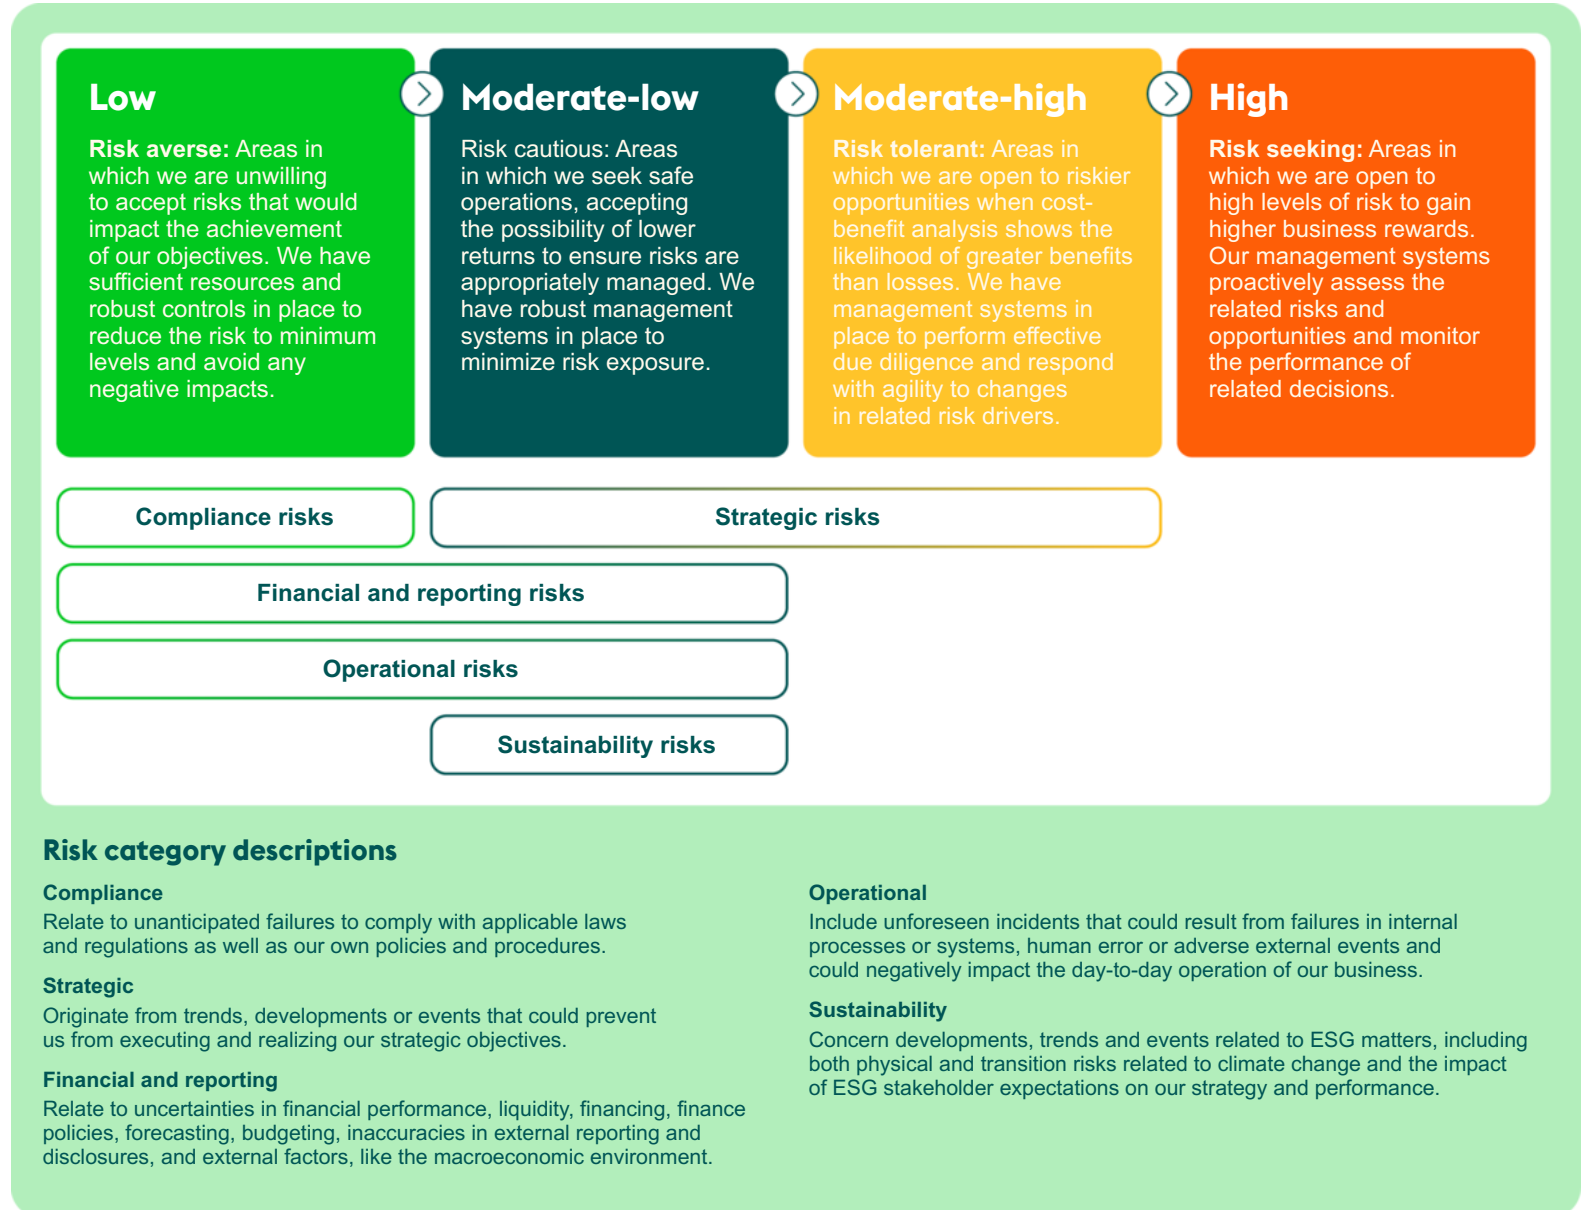 Low
Risk averse: Areas in
which we are unwilling
to accept risks that would
impact the achievement
of our objectives. We have
sufficient resources and
robust controls in place to
reduce the risk to minimum
levels and avoid any
negative impacts.
Moderate-low
Risk cautious: Areas
in which we seek safe
operations, accepting
the possibility of lower
returns to ensure risks are
appropriately managed. We
have robust management
systems in place to
minimize risk exposure.
Moderate-high
Risk tolerant: Areas in
which we are open to riskier
opportunities when cost-
benefit analysis shows the
likelihood of greater benefits
than losses. We have
management systems in
place to perform effective
due diligence and respond
with agility to changes
in related risk drivers.
High
Risk seeking: Areas in
which we are open to
high levels of risk to gain
higher business rewards.
Our management systems
proactively assess the
related risks and
opportunities and monitor
the performance of
related decisions.
Compliance risks
Strategic risks
Financial and reporting risks
Operational risks
Sustainability risks
Risk category descriptions
Compliance
Relate to unanticipated failures to comply with applicable laws
and regulations as well as our own policies and procedures.
Strategic
Originate from trends, developments or events that could prevent
us from executing and realizing our strategic objectives.
Financial and reporting
Relate to uncertainties in financial performance, liquidity, financing, finance
policies, forecasting, budgeting, inaccuracies in external reporting and
disclosures, and external factors, like the macroeconomic environment.
Operational
Include unforeseen incidents that could result from failures in internal
processes or systems, human error or adverse external events and
could negatively impact the day-to-day operation of our business.
Sustainability
Concern developments, trends and events related to ESG matters, including
both physical and transition risks related to climate change and the impact
of ESG stakeholder expectations on our strategy and performance.